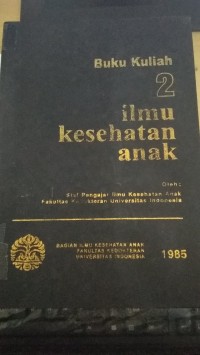 Buku Kuliah
2
ilmu
kesehatan
anak
Oleh:
Staf Pengajar Ilmu Kesehatan Anak
Fakultas Kedokteran Universitas Indonesia
BAGIAN ILMU KESEHATAN ANAK
FAKULTAS KEDOKTERAN
UNIVERSITAS INDONESIA
1985